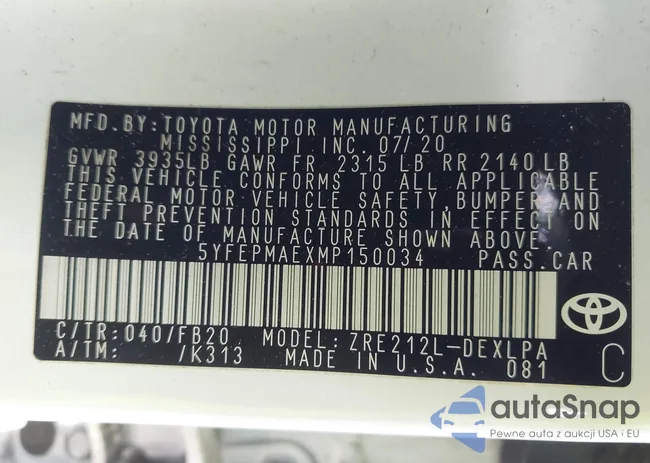 MFD. BY: TOYOTA MOTOR MANUFACTURING
MISSISSIPPI INC. 07/20
GVWR 3935LB GAWR FR 2315 LB RR 2140 LB
THIS VEHICLE CONFORMS TO ALL APPLICABLE
FEDERAL MOTOR VEHICLE SAFETY, BUMPER, AND
THEFT PREVENTION STANDARDS IN EFFECT ON
THE DATE OF MANUFACTURE SHOWN ABOVE.
5YFEPMAEXMP150034 PASS.CAR
C/TR: 040/FB20 MODEL: ZRE212L-DEXLPA
A/TM: /K313 MADE IN U.S.A. 081
C
autoSnap
Pewne auta z aukcji USA i EU